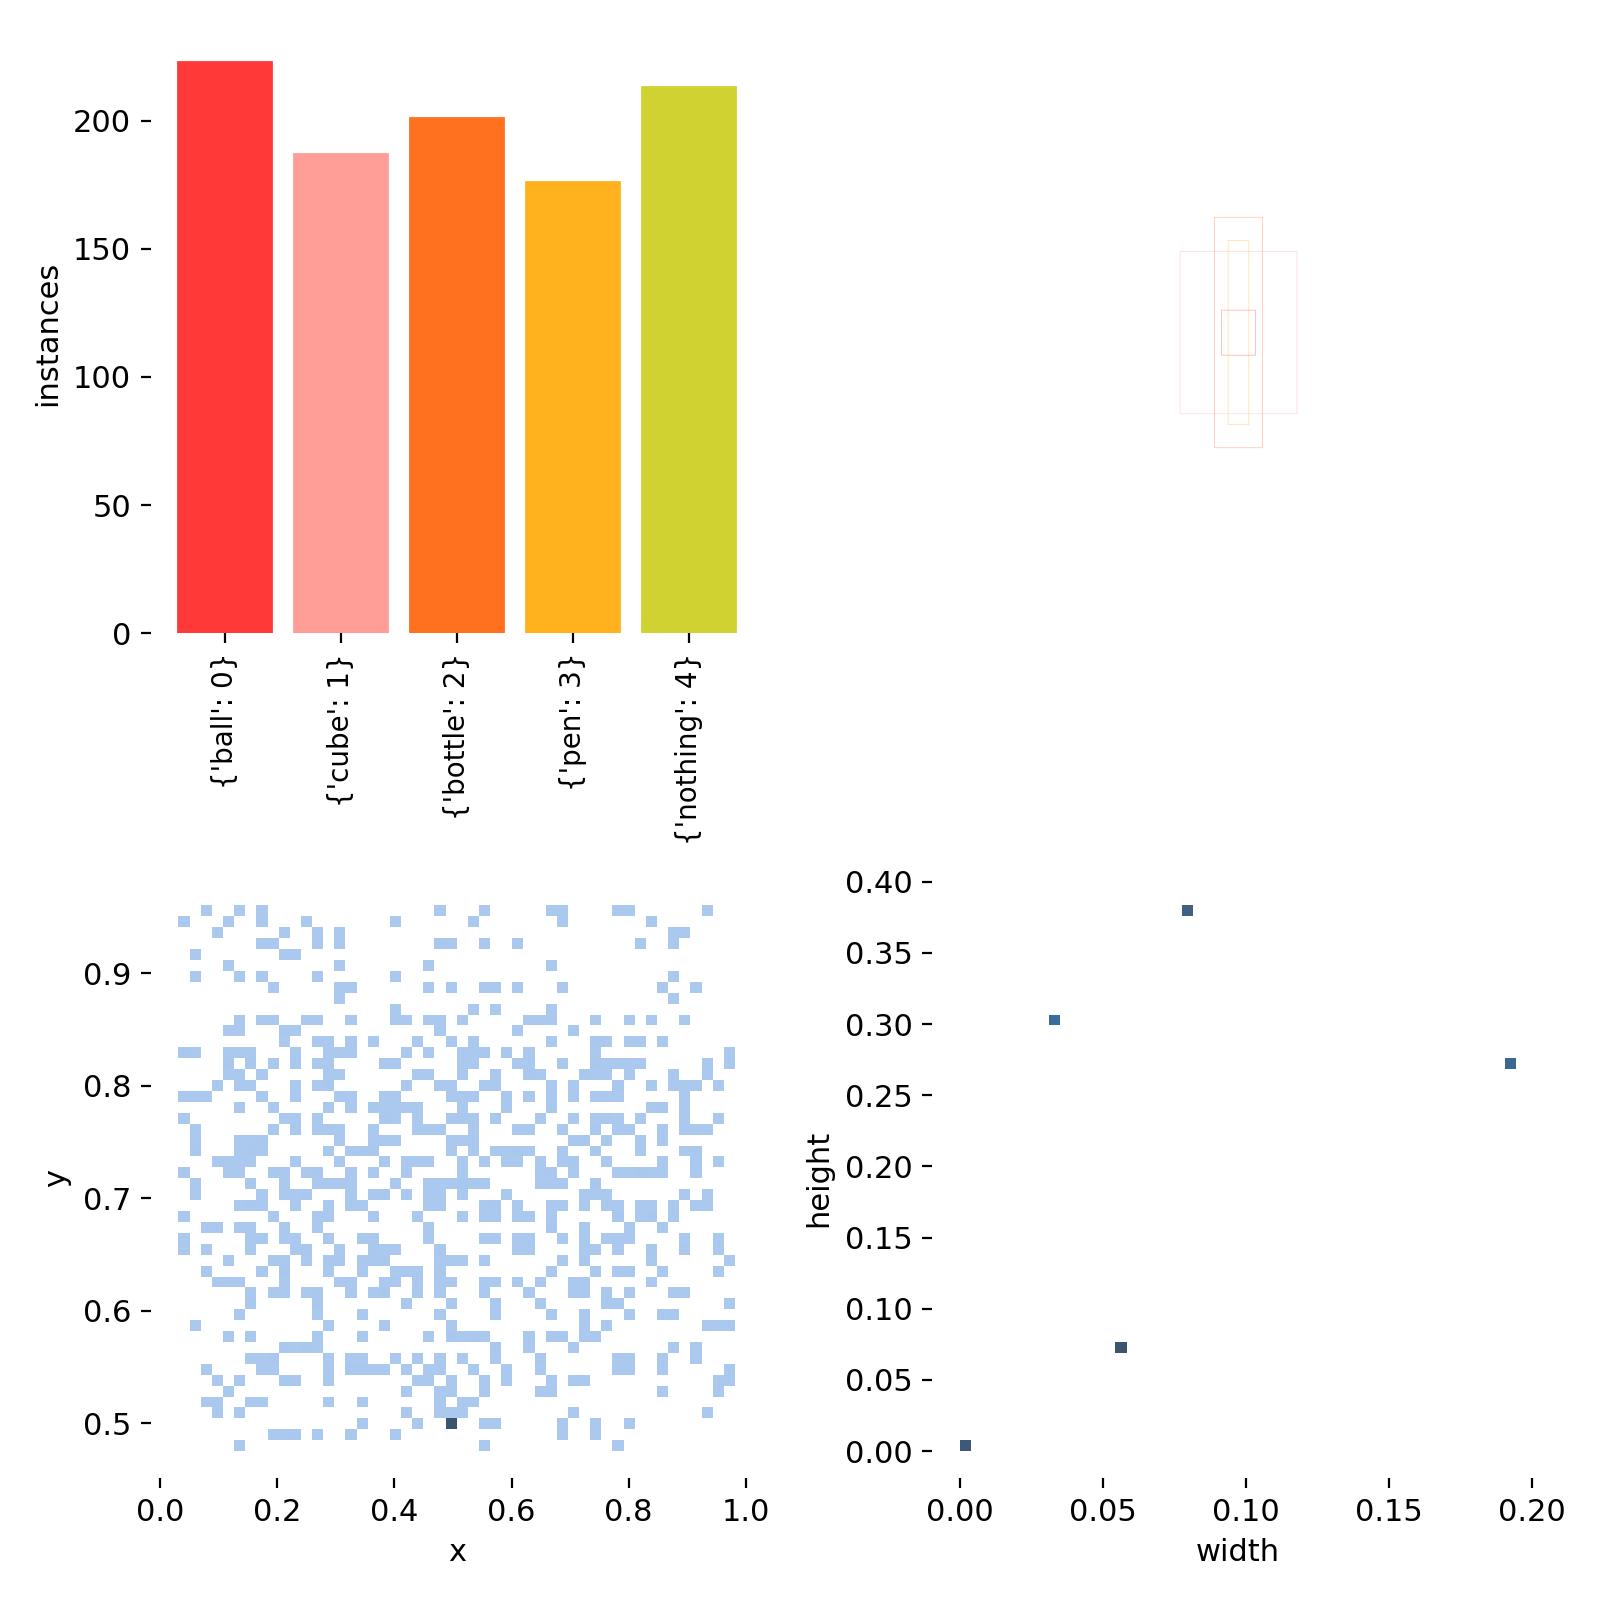 instances
200
150
100
50
0
{'ball': 0}
{'cube': 1}
{'bottle': 2}
{'pen': 3}
{'nothing': 4}
y
0.9
0.8
0.7
0.6
0.5
0.0 0.2 0.4 0.6 0.8 1.0
x
height
0.40
0.35
0.30
0.25
0.20
0.15
0.10
0.05
0.00
0.00 0.05 0.10 0.15 0.20
width